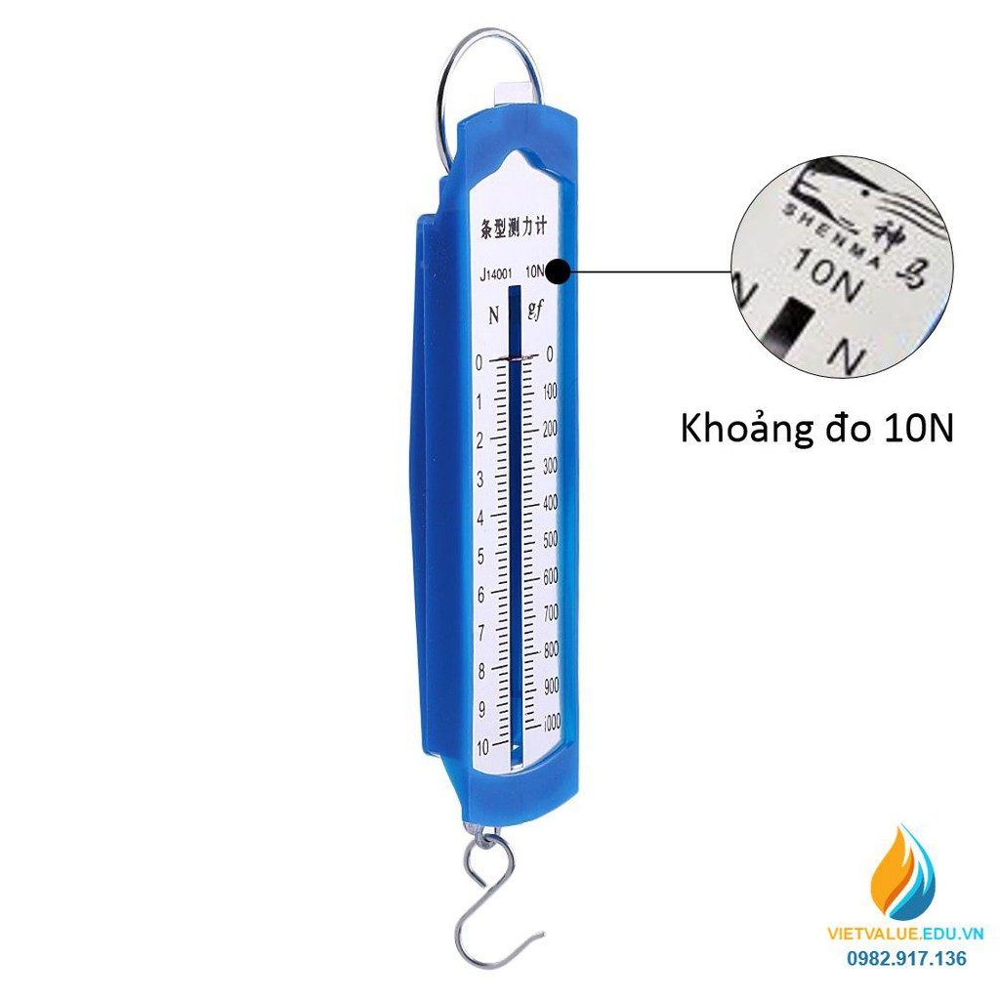 条型测力计
J14001 10N
N gf
0 0
1 100
2 200
3 300
4 400
5 500
6 600
7 700
8 800
9 900
10 1000
神马
SHENMA
10N
N N
Khoảng đo 10N
VIETVALUE.EDU.VN
0982.917.136